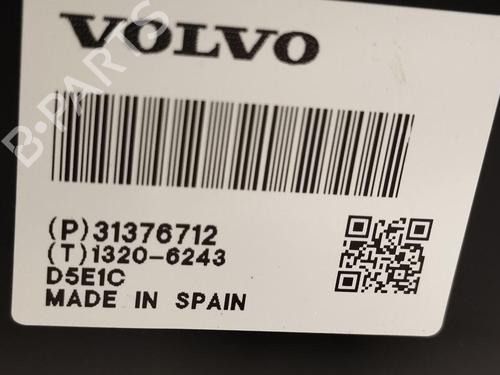 VOLVO
B-PARTS
(P)31376712
(T)1320-6243
D5E1C
MADE IN SPAIN